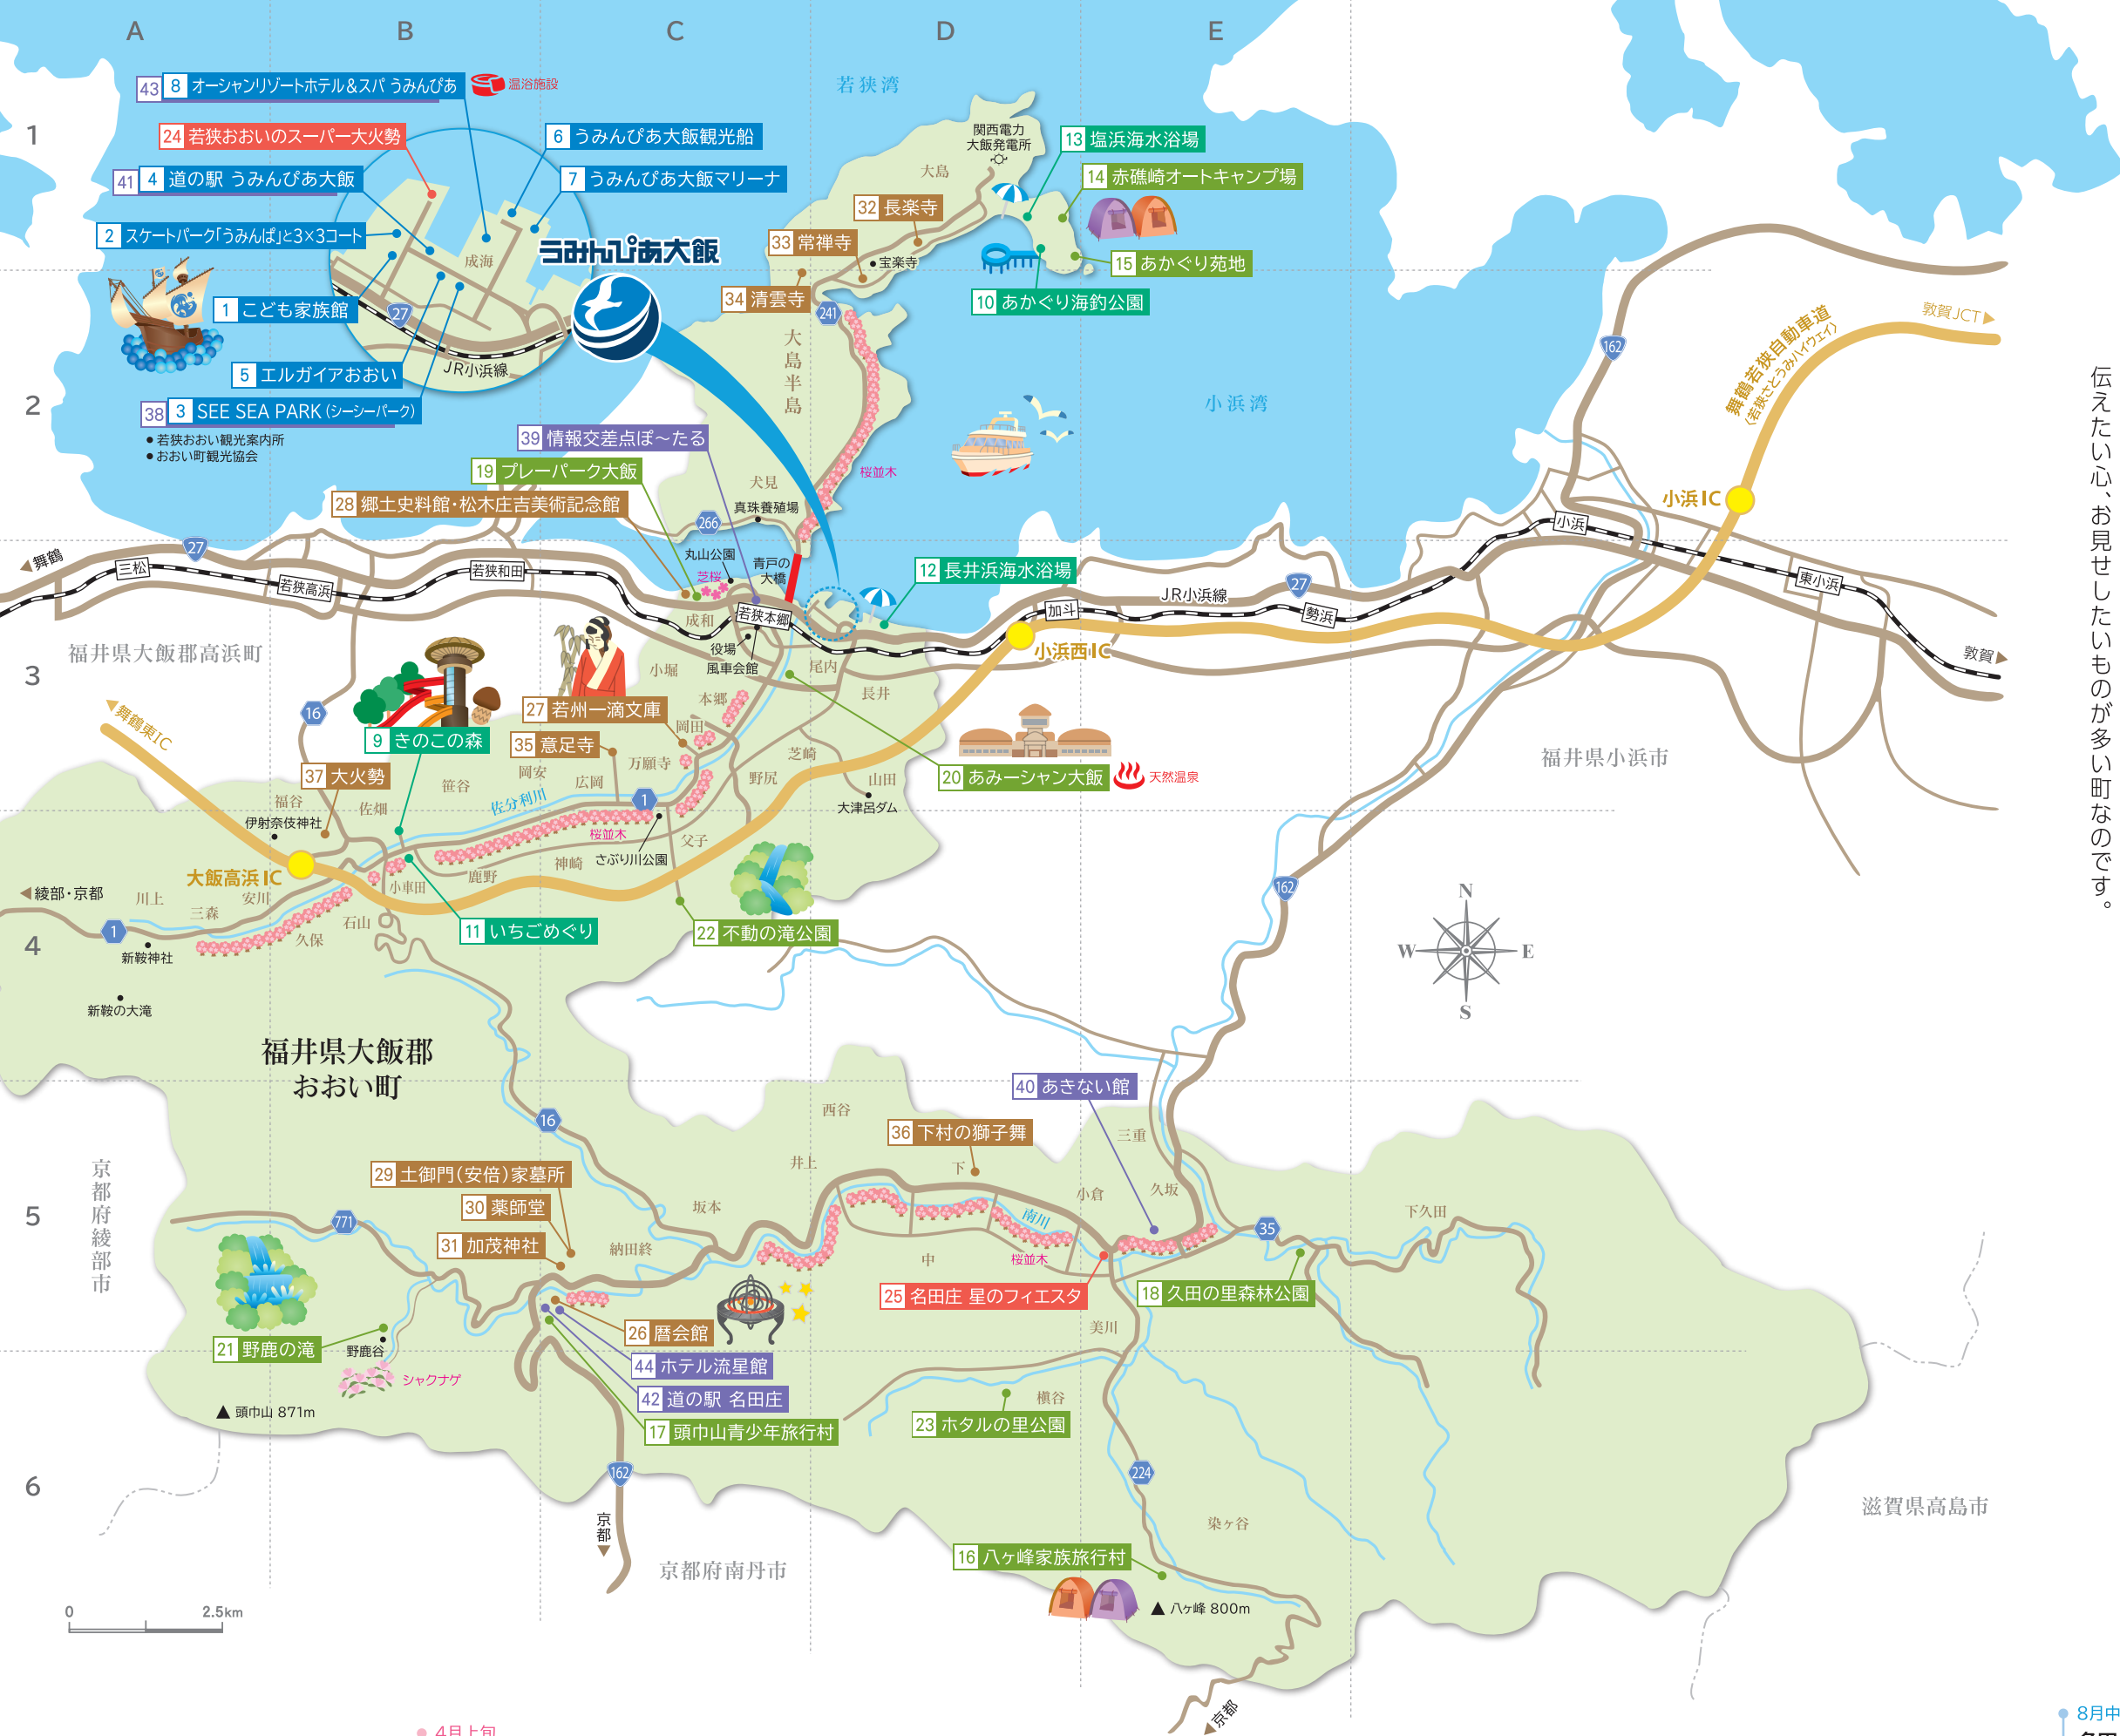 A
B
C
D
E
1
2
3
4
5
6
若狭湾
小浜湾
43 8 オーシャンリゾートホテル&スパ うみんぴあ
温浴施設
24 若狭おおいのスーパー大火勢
6 うみんぴあ大飯観光船
41 4 道の駅 うみんぴあ大飯
7 うみんぴあ大飯マリーナ
2 スケートパーク「うみんぱ」と3×3コート
成海
うみんぴあ大飯
1 こども家族館
27
JR小浜線
5 エルガイアおおい
38 3 SEE SEA PARK(シーシーパーク)
●若狭おおい観光案内所
●おおい町観光協会
関西電力
大飯発電所
大島
13 塩浜海水浴場
14 赤礁崎オートキャンプ場
32 長楽寺
33 常禅寺
●宝楽寺
15 あかぐり苑地
34 清雲寺
10 あかぐり海釣公園
241
大島半島
162
敦賀JCT
舞鶴若狭自動車道
(若狭さとうみハイウェイ)
39 情報交差点ぽ〜たる
19 プレーパーク大飯
28 郷土史料館・松木庄吉美術記念館
桜並木
犬見
真珠養殖場
266
小浜IC
小浜
舞鶴
27
三松
若狭高浜
若狭和田
丸山公園
芝桜
青戸の
大橋
若狭本郷
成和
役場
風車会館
12 長井浜海水浴場
加斗
JR小浜線
27
勢浜
東小浜
敦賀
小浜西IC
福井県大飯郡高浜町
小堀
尾内
長井
本郷
16
舞鶴東IC
27 若州一滴文庫
岡田
9 きのこの森
35 意足寺
万願寺
芝崎
37 大火勢
岡安
広岡
笹谷
野尻
山田
20 あみーシャン大飯
天然温泉
福井県小浜市
福谷
佐畑
佐分利川
1
大津呂ダム
伊射奈伎神社
桜並木
父子
さぶり川公園
神崎
大飯高浜IC
鹿野
小車田
綾部・京都
川上
三森
安川
石山
久保
1
新鞍神社
11 いちごめぐり
22 不動の滝公園
162
新鞍の大滝
N
W
E
S
福井県大飯郡
おおい町
40 あきない館
16
西谷
36 下村の獅子舞
三重
京都府綾部市
29 土御門(安倍)家墓所
井上
下
30 薬師堂
坂本
小倉
久坂
下久田
771
31 加茂神社
納田終
南川
35
中
桜並木
25 名田庄 星のフィエスタ
18 久田の里森林公園
26 暦会館
美川
21 野鹿の滝
野鹿谷
44 ホテル流星館
シャクナゲ
42 道の駅 名田庄
槇谷
頭巾山 871m
17 頭巾山青少年旅行村
23 ホタルの里公園
162
224
京都
滋賀県高島市
染ヶ谷
16 八ヶ峰家族旅行村
京都府南丹市
八ヶ峰 800m
0
2.5km
京都
4月上旬
8月中
伝えたい心、お見せしたいものが多い町なのです。